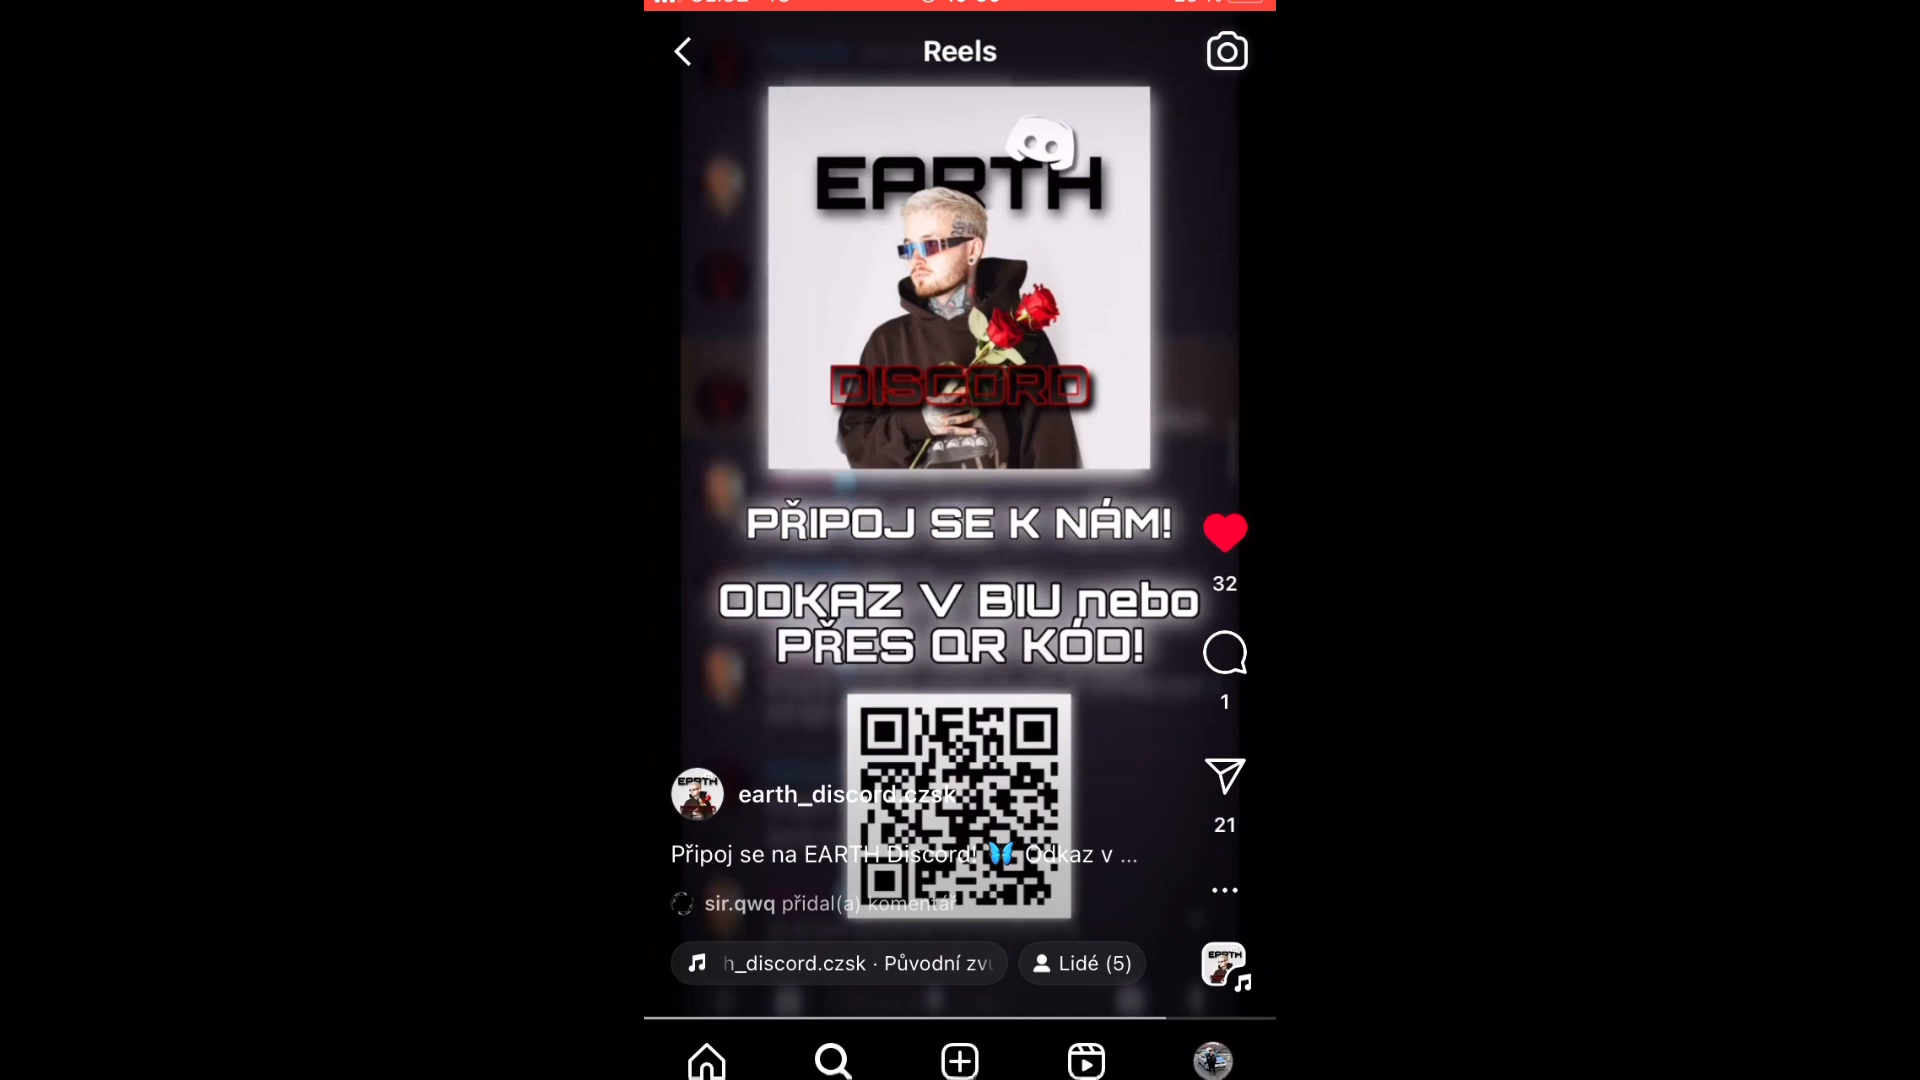 Reels
EARTH
DISCORD
PŘIPOJ SE K NÁM!
ODKAZ V BIU nebo
PŘES QR KÓD!
32
1
21
earth_discord.czsk
Připoj se na EARTH Discord! 🦋 Odkaz v ...
sir.qwq přidal(a) komentář
h_discord.czsk · Původní zvu
Lidé (5)